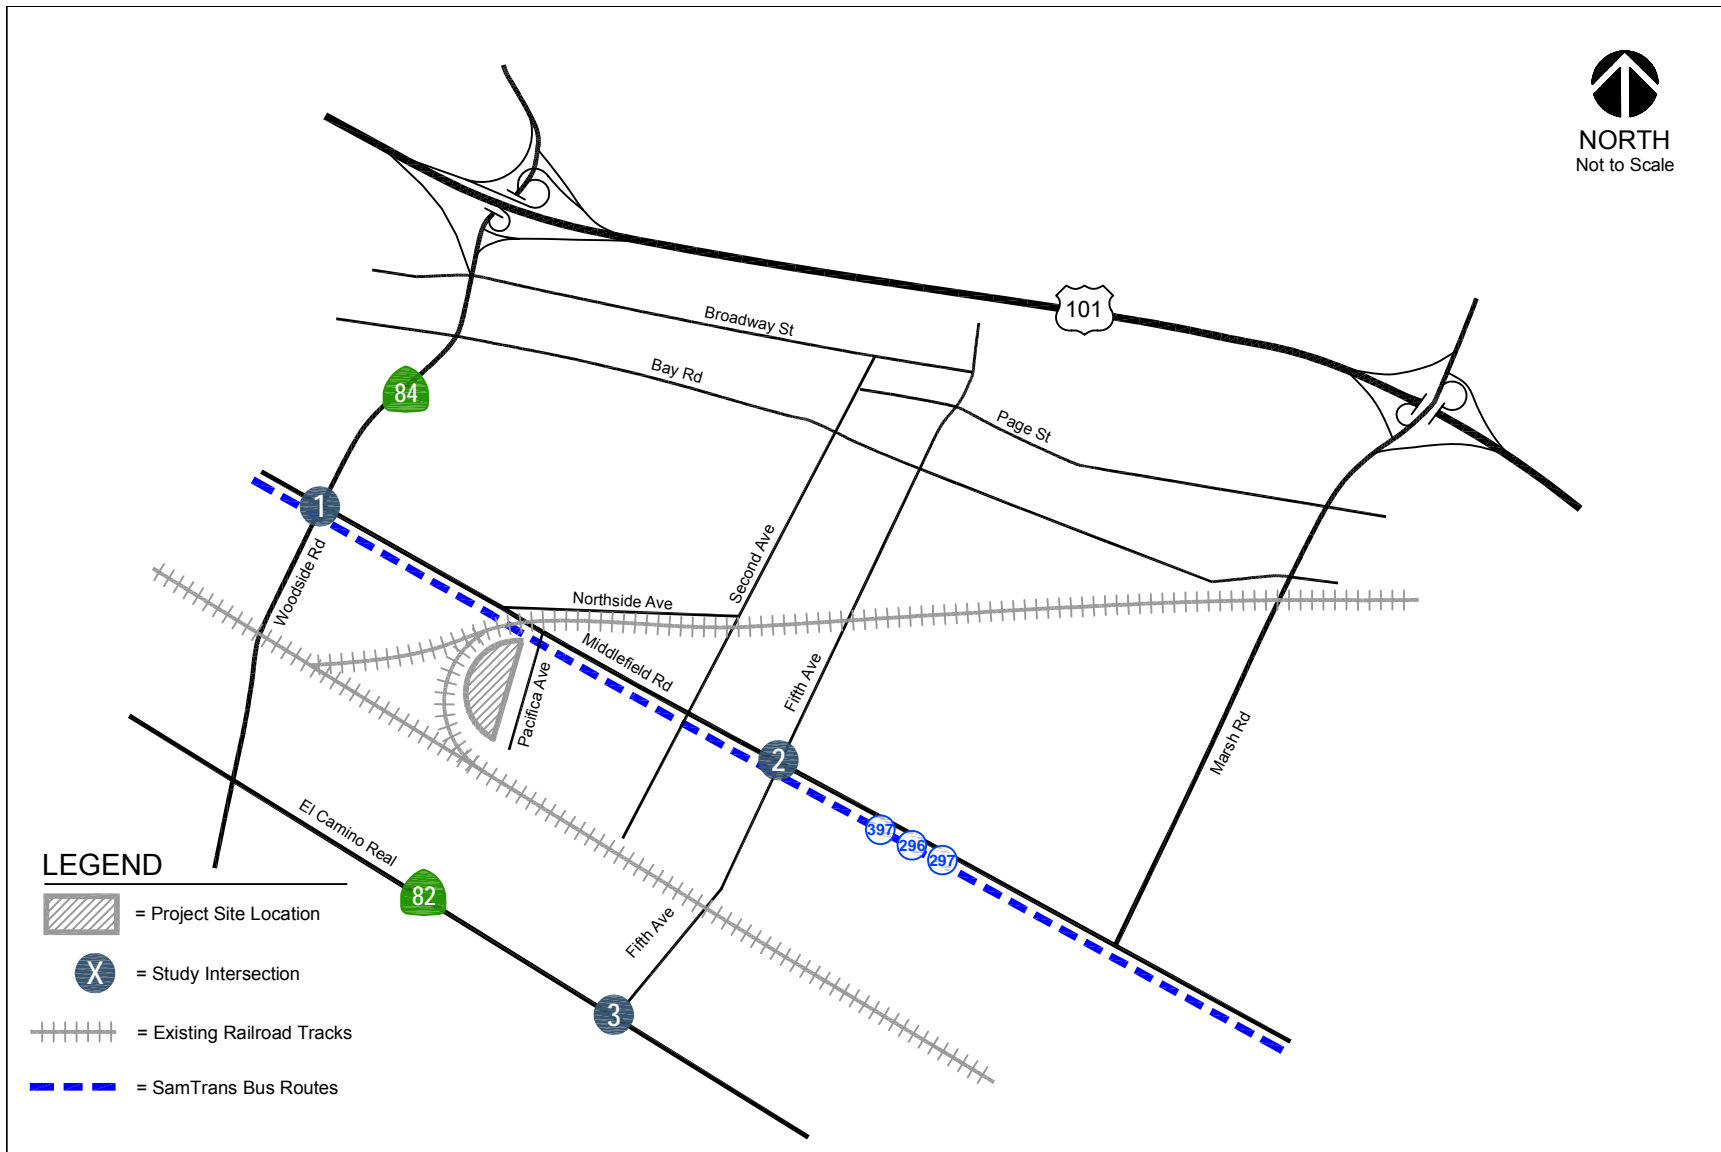 NORTH
Not to Scale
101
Broadway St
Bay Rd
84
Page St
1
Woodside Rd
Second Ave
Northside Ave
Middlefield Rd
Pacifica Ave
Fifth Ave
Marsh Rd
2
397
296
297
El Camino Real
82
Fifth Ave
3
LEGEND
= Project Site Location
X
= Study Intersection
= Existing Railroad Tracks
= SamTrans Bus Routes